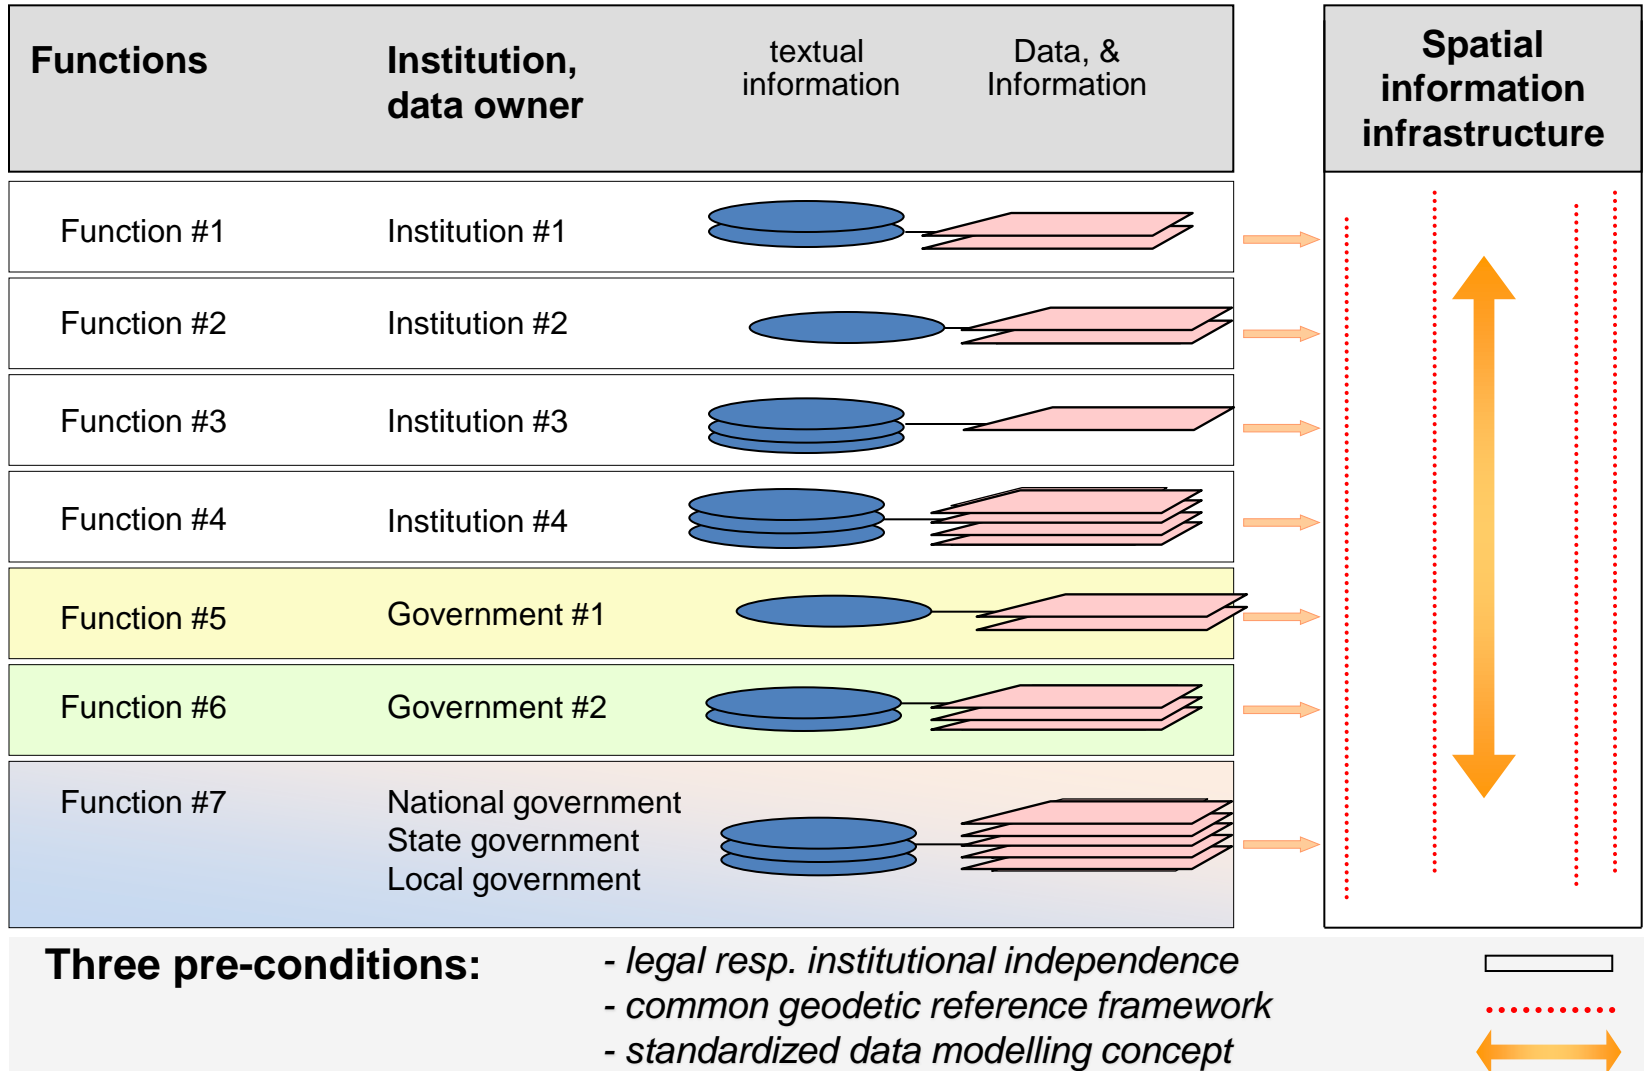 Functions
Institution,
data owner
textual
information
Data, &
Information
Spatial
information
infrastructure
Function #1
Institution #1
Function #2
Institution #2
Function #3
Institution #3
Function #4
Institution #4
Function #5
Government #1
Function #6
Government #2
Function #7
National government
State government
Local government
Three pre-conditions:
- legal resp. institutional independence
- common geodetic reference framework
- standardized data modelling concept